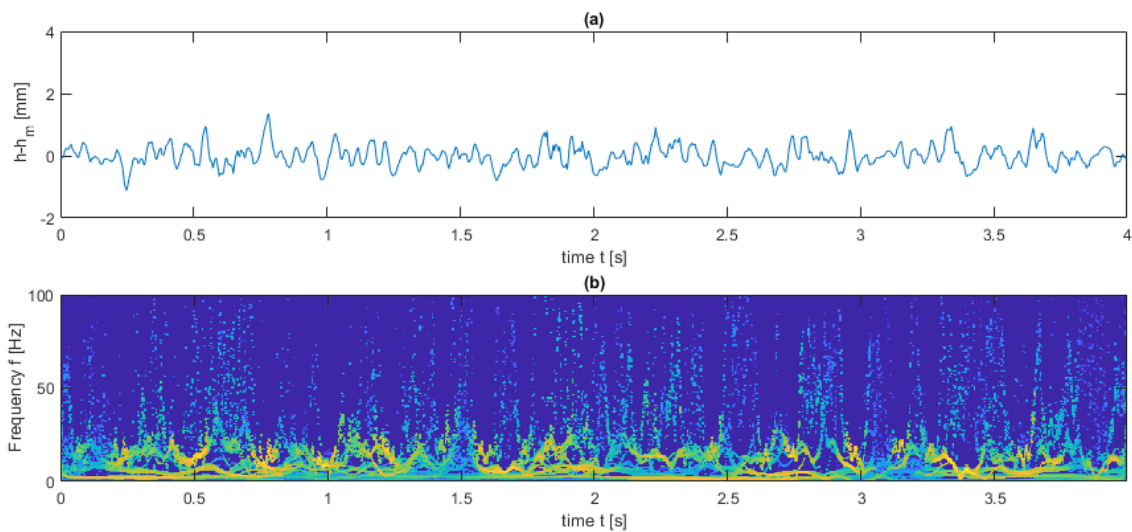 (a)
4
2
0
-2
h-h_m [mm]
0 0.5 1 1.5 2 2.5 3 3.5 4
time t [s]
(b)
100
50
0
Frequency f [Hz]
0 0.5 1 1.5 2 2.5 3 3.5
time t [s]